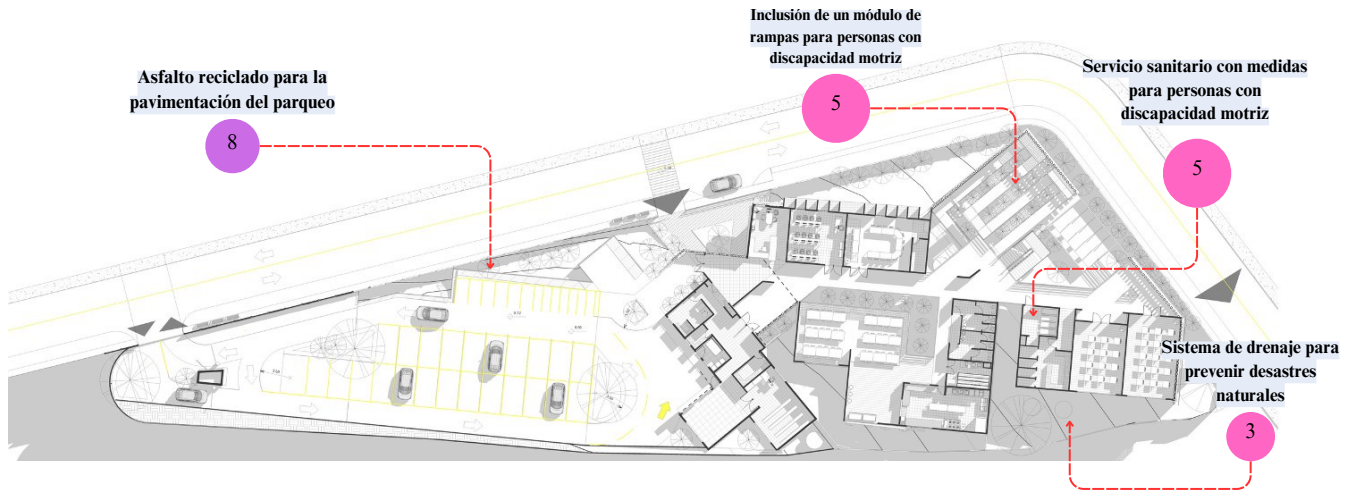 Inclusión de un módulo de
rampas para personas con
discapacidad motriz
5
Asfalto reciclado para la
pavimentación del parqueo
8
Servicio sanitario con medidas
para personas con
discapacidad motriz
5
Sistema de drenaje para
prevenir desastres
naturales
3